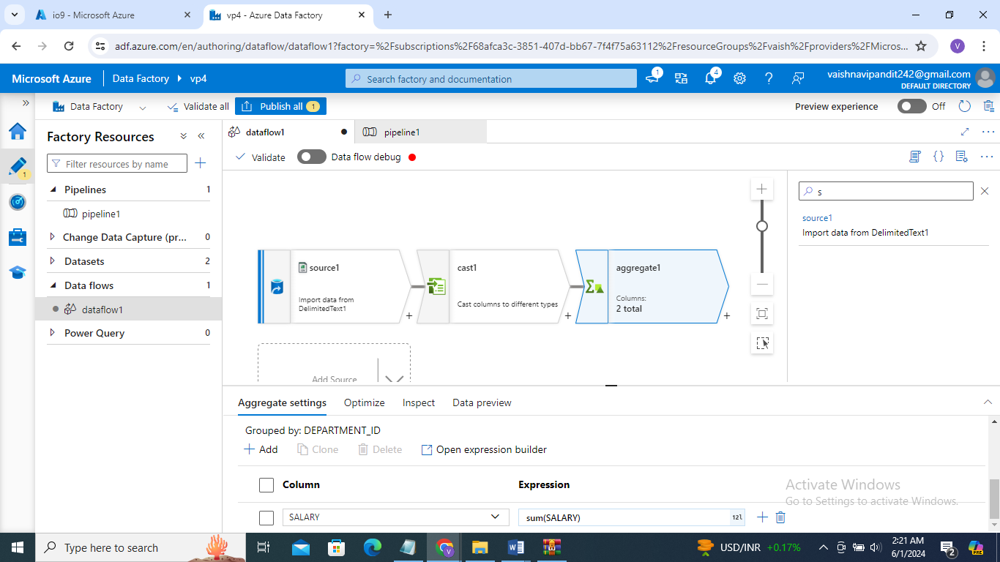 io9 - Microsoft Azure
vp4 - Azure Data Factory
adf.azure.com/en/authoring/dataflow/dataflow1?factory=%2Fsubscriptions%2F68afca3c-3851-407d-bb67-7f4f75a63112%2FresourceGroups%2Fvaish%2Fproviders%2FMicros...
V
Microsoft Azure
Data Factory
vp4
Search factory and documentation
1
4
vaishnavipandit242@gmail.com
DEFAULT DIRECTORY
Data Factory
Validate all
Publish all
1
Preview experience
Off
1
Factory Resources
Filter resources by name
Pipelines 1
pipeline1
Change Data Capture (pr... 0
Datasets 2
Data flows 1
dataflow1
Power Query 0
dataflow1
pipeline1
Validate
Data flow debug
source1
Import data from
DelimitedText1
cast1
Cast columns to different types
aggregate1
Columns:
2 total
Add Source
s
source1
Import data from DelimitedText1
Aggregate settings
Optimize
Inspect
Data preview
Grouped by: DEPARTMENT_ID
Add
Clone
Delete
Open expression builder
Column
Expression
SALARY
sum(SALARY)
12l
Activate Windows
Go to Settings to activate Windows.
Type here to search
USD/INR +0.17%
2:21 AM
6/1/2024
2
PRE